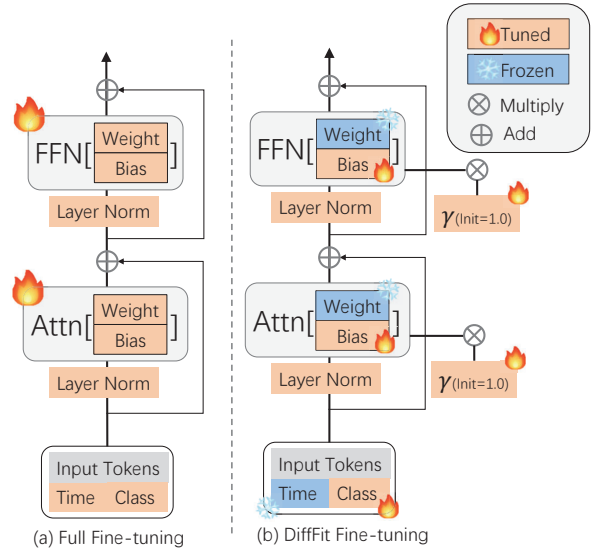 Tuned
Frozen
Multiply
Add
FFN[
Weight
Bias
]
Layer Norm
Attn[
Weight
Bias
]
Layer Norm
Input Tokens
Time Class
(a) Full Fine-tuning
FFN[
Weight
Bias
]
γ(Init=1.0)
Layer Norm
Attn[
Weight
Bias
]
γ(Init=1.0)
Layer Norm
Input Tokens
Time Class
(b) DiffFit Fine-tuning